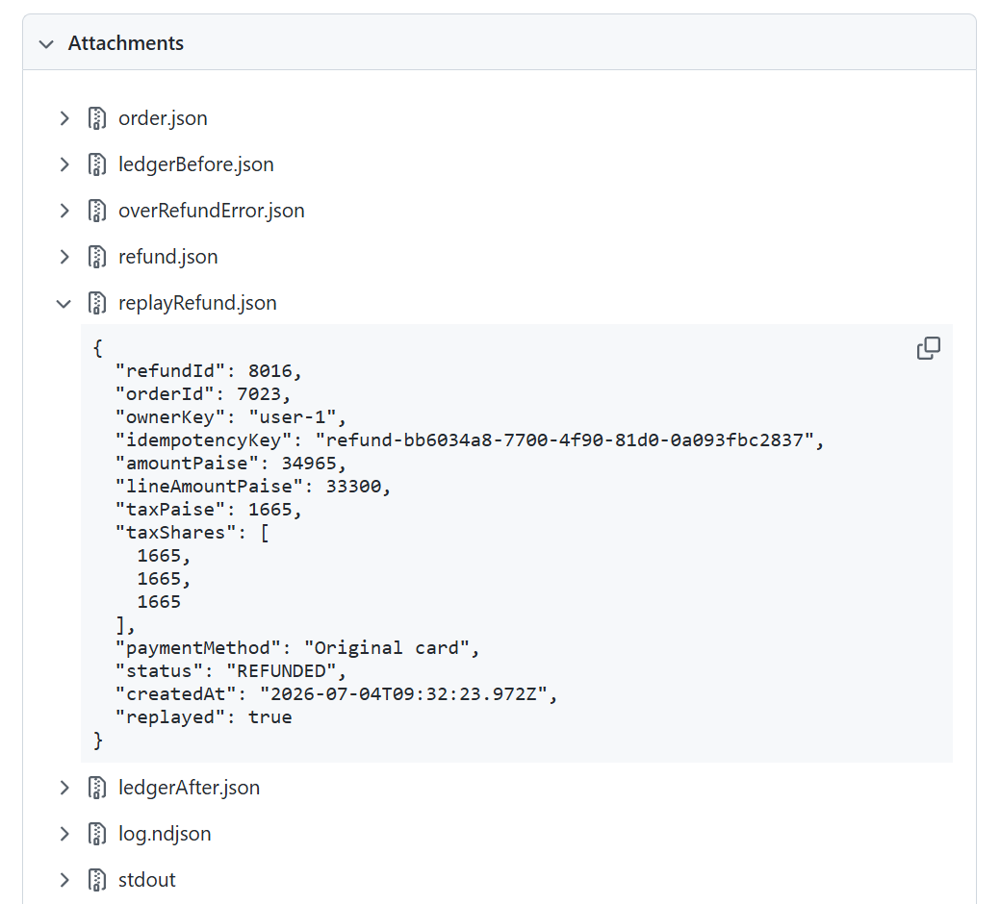 Attachments
order.json
ledgerBefore.json
overRefundError.json
refund.json
replayRefund.json
{
  "refundId": 8016,
  "orderId": 7023,
  "ownerKey": "user-1",
  "idempotencyKey": "refund-bb6034a8-7700-4f90-81d0-0a093fbc2837",
  "amountPaise": 34965,
  "lineAmountPaise": 33300,
  "taxPaise": 1665,
  "taxShares": [
    1665,
    1665,
    1665
  ],
  "paymentMethod": "Original card",
  "status": "REFUNDED",
  "createdAt": "2026-07-04T09:32:23.972Z",
  "replayed": true
}
ledgerAfter.json
log.ndjson
stdout